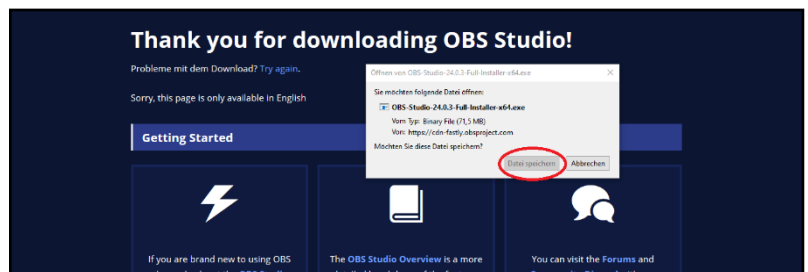 Thank you for downloading OBS Studio!
Probleme mit dem Download? Try again.
Sorry, this page is only available in English
Getting Started
Öffnen von OBS-Studio-24.0.3-Full-Installer-x64.exe
Sie möchten folgende Datei öffnen:
OBS-Studio-24.0.3-Full-Installer-x64.exe
Vom Typ: Binary File (71,5 MB)
Von: https://cdn-fastly.obsproject.com
Möchten Sie diese Datei speichern?
Datei speichern Abbrechen
If you are brand new to using OBS
The OBS Studio Overview is a more
You can visit the Forums and